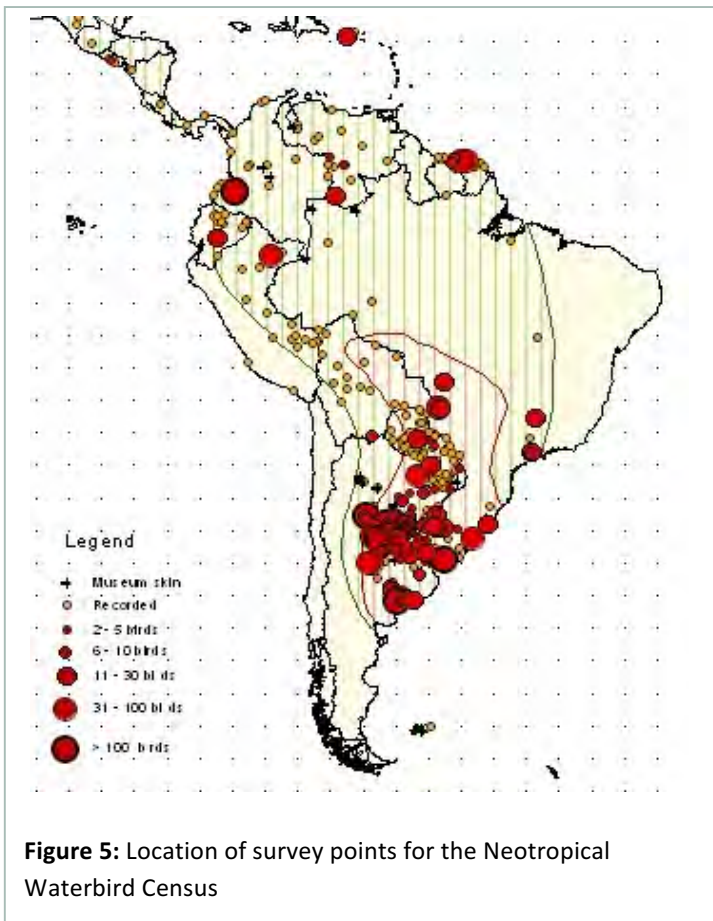 Legend
Museum skin
Recorded
2 - 5 birds
6 - 10 birds
11 - 30 birds
31 - 100 birds
> 100 birds
Figure 5: Location of survey points for the Neotropical
Waterbird Census